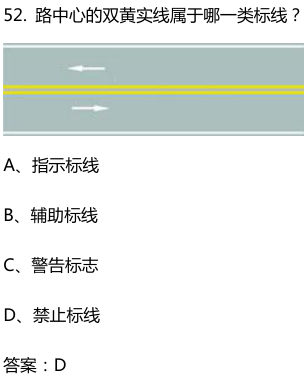 52. 路中心的双黄实线属于哪一类标线？
A、指示标线
B、辅助标线
C、警告标志
D、禁止标线
答案：D